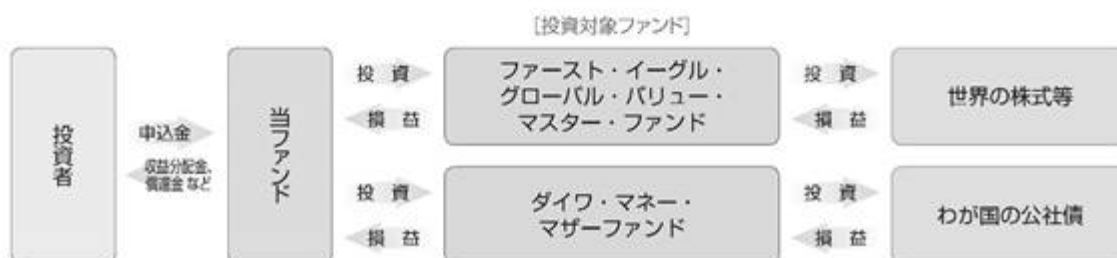 [投資対象ファンド]
投資者
申込金
収益分配金、
償還金 など
当ファンド
投 資
損 益
ファースト・イーグル・
グローバル・バリュー・
マスター・ファンド
投 資
損 益
世界の株式等
投 資
損 益
ダイワ・マネー・
マザーファンド
投 資
損 益
わが国の公社債